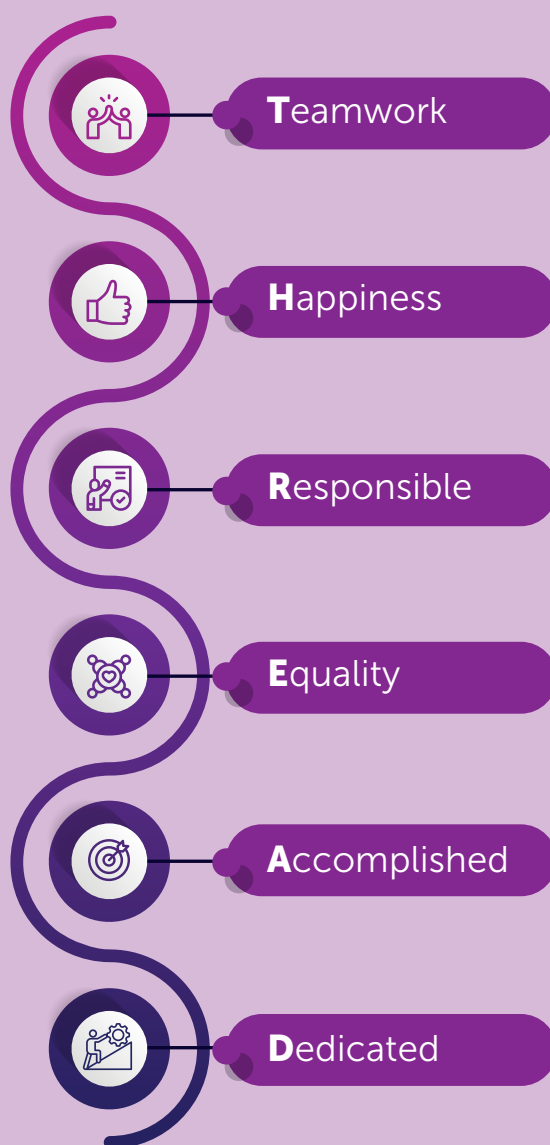 Teamwork
Happiness
Responsible
Equality
Accomplished
Dedicated